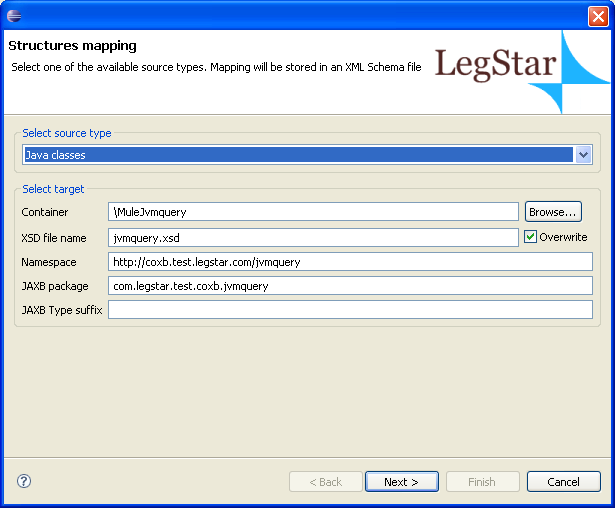 Structures mapping
Select one of the available source types. Mapping will be stored in an XML Schema file
LegStar
Select source type
Java classes
Select target
Container \MuleJvmquery Browse...
XSD file name jvmquery.xsd Overwrite
Namespace http://coxb.test.legstar.com/jvmquery
JAXB package com.legstar.test.coxb.jvmquery
JAXB Type suffix
? < Back Next > Finish Cancel